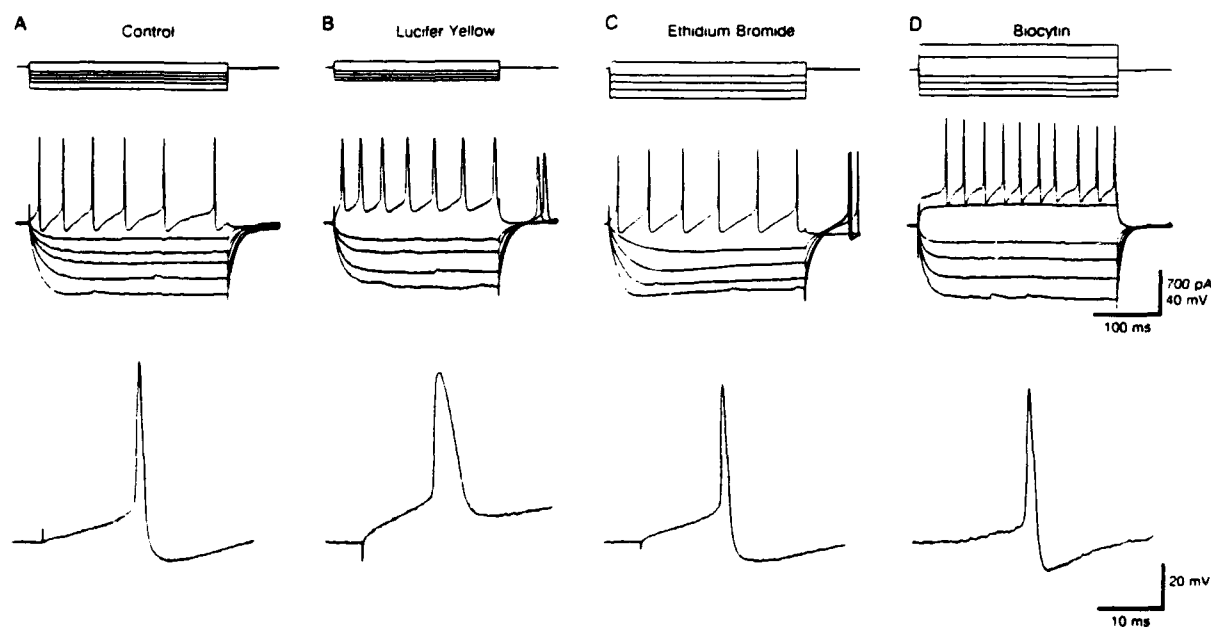 A Control
B Lucifer Yellow
C Ethidium Bromide
D Biocytin
700 pA
40 mV
100 ms
20 mV
10 ms